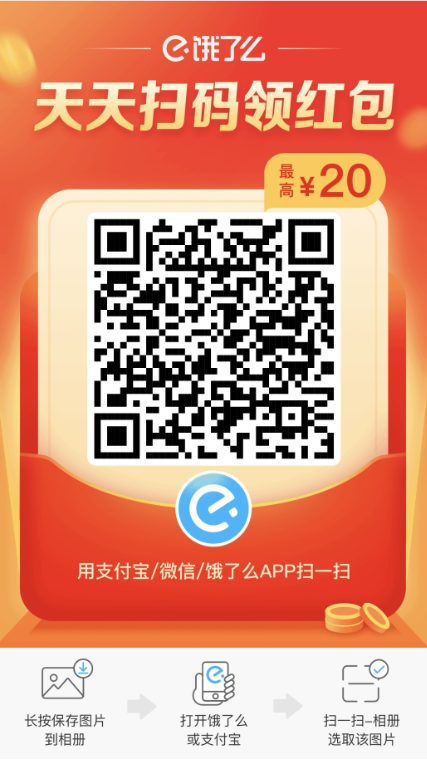 饿了么
天天扫码领红包
最高 ¥20
用支付宝/微信/饿了么APP扫一扫
长按保存图片
到相册
打开饿了么
或支付宝
扫一扫-相册
选取该图片